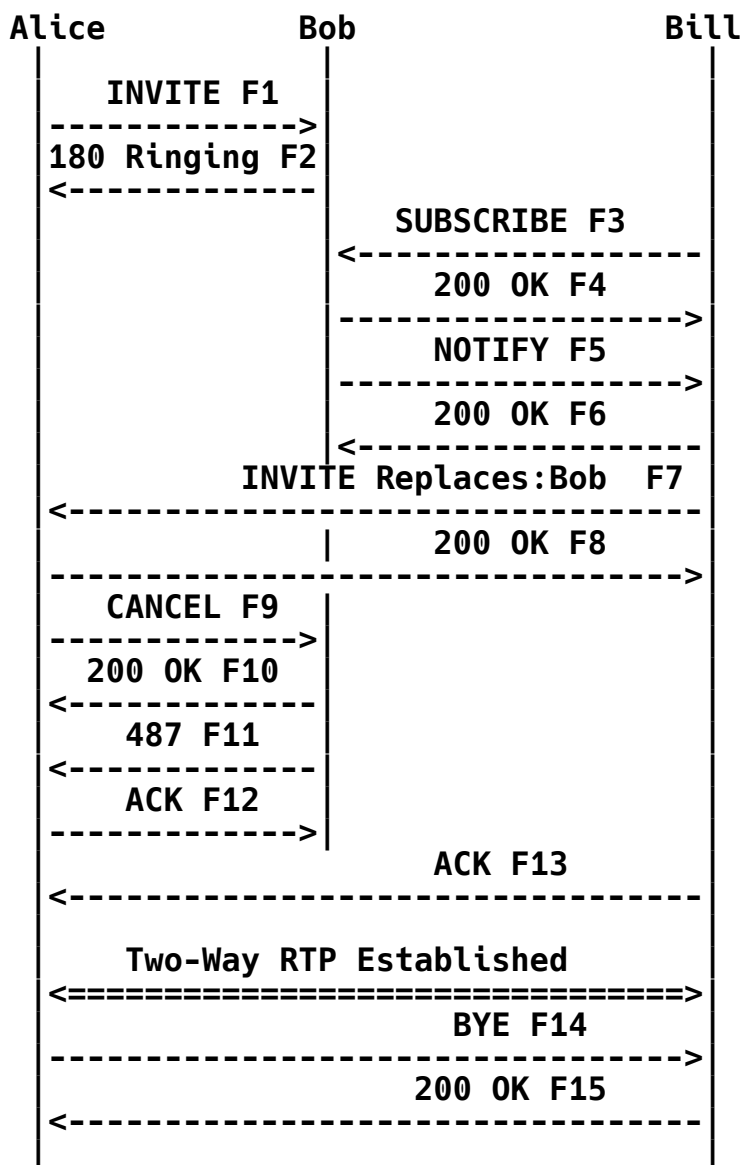 Alice Bob Bill
INVITE F1
180 Ringing F2
SUBSCRIBE F3
200 OK F4
NOTIFY F5
200 OK F6
INVITE Replaces:Bob F7
200 OK F8
CANCEL F9
200 OK F10
487 F11
ACK F12
ACK F13
Two-Way RTP Established
BYE F14
200 OK F15